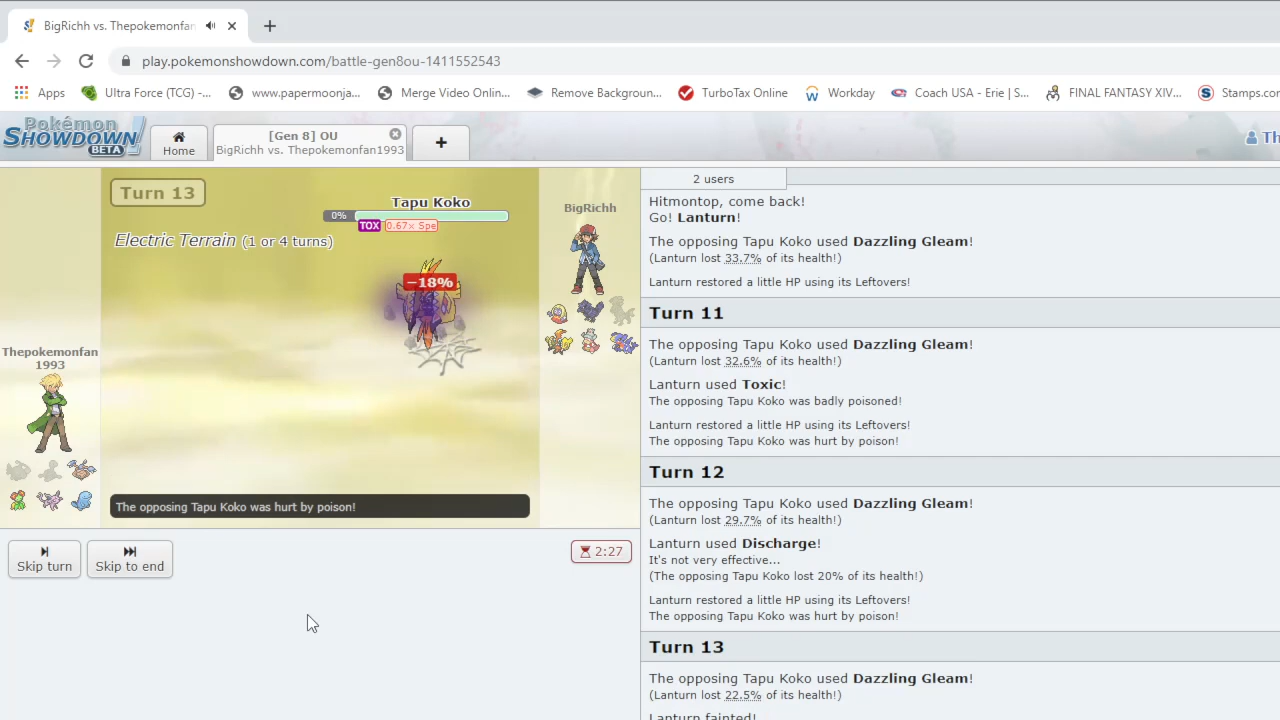 BigRichh vs. Thepokemonfan
play.pokemonshowdown.com/battle-gen8ou-1411552543
Apps
Ultra Force (TCG) -...
www.papermoonja...
Merge Video Onlin...
Remove Backgroun...
TurboTax Online
Workday
Coach USA - Erie | S...
FINAL FANTASY XIV...
Stamps.com
Pokémon
SHOWDOWN!
BETA
Home
[Gen 8] OU
BigRichh vs. Thepokemonfan1993
+
Th
Turn 13
Electric Terrain (1 or 4 turns)
Tapu Koko
0%
TOX 0.67× Spe
−18%
BigRichh
Thepokemonfan
1993
The opposing Tapu Koko was hurt by poison!
Skip turn
Skip to end
2:27
2 users
Hitmontop, come back!
Go! Lanturn!
The opposing Tapu Koko used Dazzling Gleam!
(Lanturn lost 33.7% of its health!)
Lanturn restored a little HP using its Leftovers!
Turn 11
The opposing Tapu Koko used Dazzling Gleam!
(Lanturn lost 32.6% of its health!)
Lanturn used Toxic!
The opposing Tapu Koko was badly poisoned!
Lanturn restored a little HP using its Leftovers!
The opposing Tapu Koko was hurt by poison!
Turn 12
The opposing Tapu Koko used Dazzling Gleam!
(Lanturn lost 29.7% of its health!)
Lanturn used Discharge!
It's not very effective...
(The opposing Tapu Koko lost 20% of its health!)
Lanturn restored a little HP using its Leftovers!
The opposing Tapu Koko was hurt by poison!
Turn 13
The opposing Tapu Koko used Dazzling Gleam!
(Lanturn lost 22.5% of its health!)
Lanturn fainted!